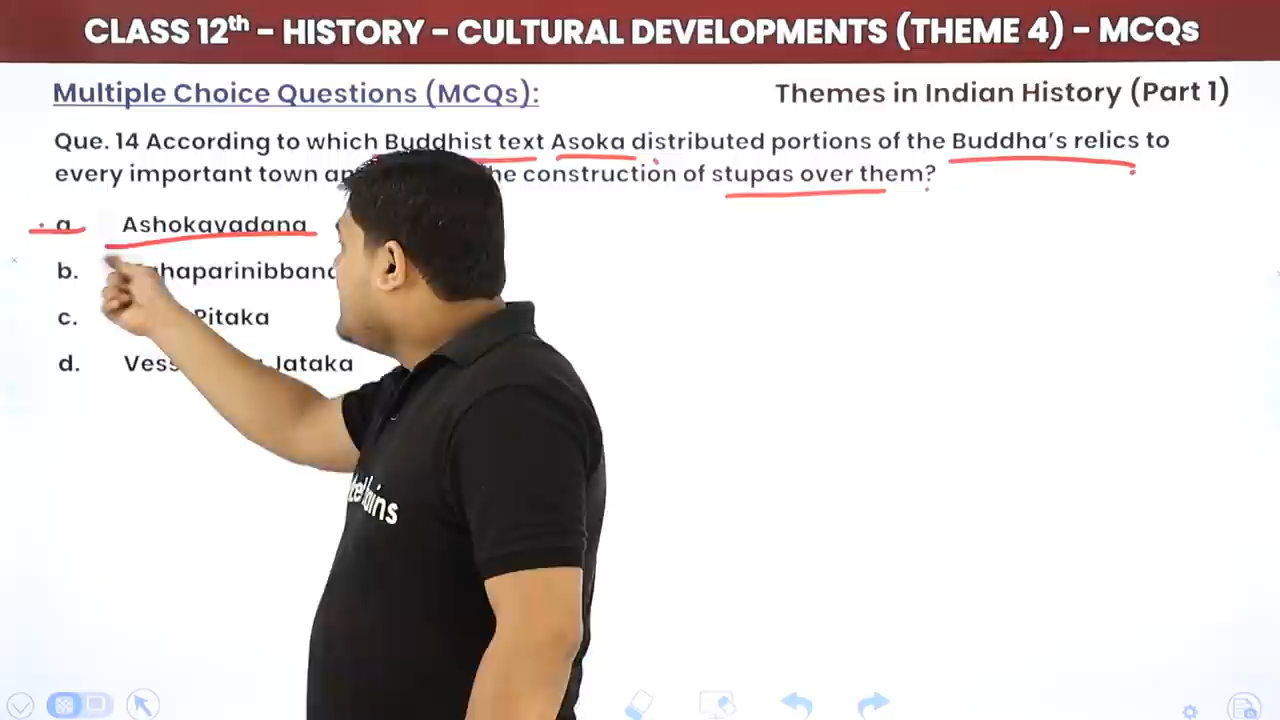 CLASS 12th – HISTORY – CULTURAL DEVELOPMENTS (THEME 4) – MCQs
Multiple Choice Questions (MCQs):
Themes in Indian History (Part 1)
Que. 14 According to which Buddhist text Asoka distributed portions of the Buddha's relics to
every important town he construction of stupas over them?
a. Ashokavadana
b.
c. Pitaka
d. Jataka